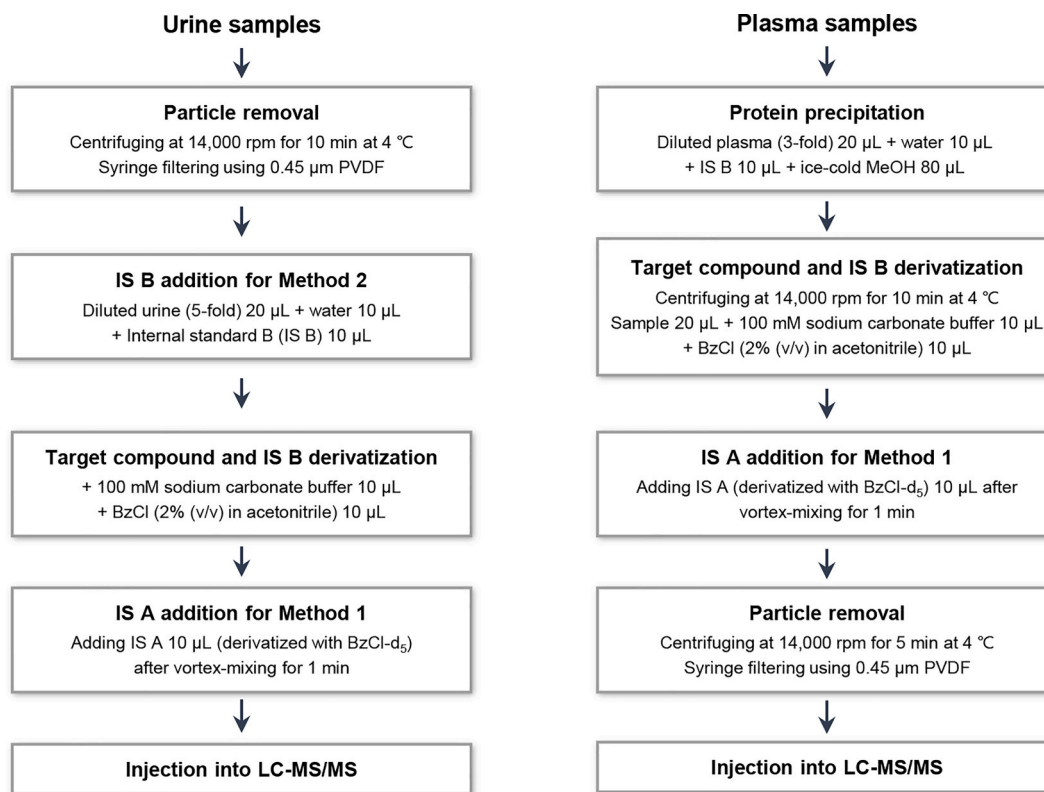 Urine samples
Particle removal
Centrifuging at 14,000 rpm for 10 min at 4 ℃
Syringe filtering using 0.45 µm PVDF
IS B addition for Method 2
Diluted urine (5-fold) 20 µL + water 10 µL
+ Internal standard B (IS B) 10 µL
Target compound and IS B derivatization
+ 100 mM sodium carbonate buffer 10 µL
+ BzCl (2% (v/v) in acetonitrile) 10 µL
IS A addition for Method 1
Adding IS A 10 µL (derivatized with BzCl-d₅)
after vortex-mixing for 1 min
Injection into LC-MS/MS
Plasma samples
Protein precipitation
Diluted plasma (3-fold) 20 µL + water 10 µL
+ IS B 10 µL + ice-cold MeOH 80 µL
Target compound and IS B derivatization
Centrifuging at 14,000 rpm for 10 min at 4 ℃
Sample 20 µL + 100 mM sodium carbonate buffer 10 µL
+ BzCl (2% (v/v) in acetonitrile) 10 µL
IS A addition for Method 1
Adding IS A (derivatized with BzCl-d₅) 10 µL after
vortex-mixing for 1 min
Particle removal
Centrifuging at 14,000 rpm for 5 min at 4 ℃
Syringe filtering using 0.45 µm PVDF
Injection into LC-MS/MS